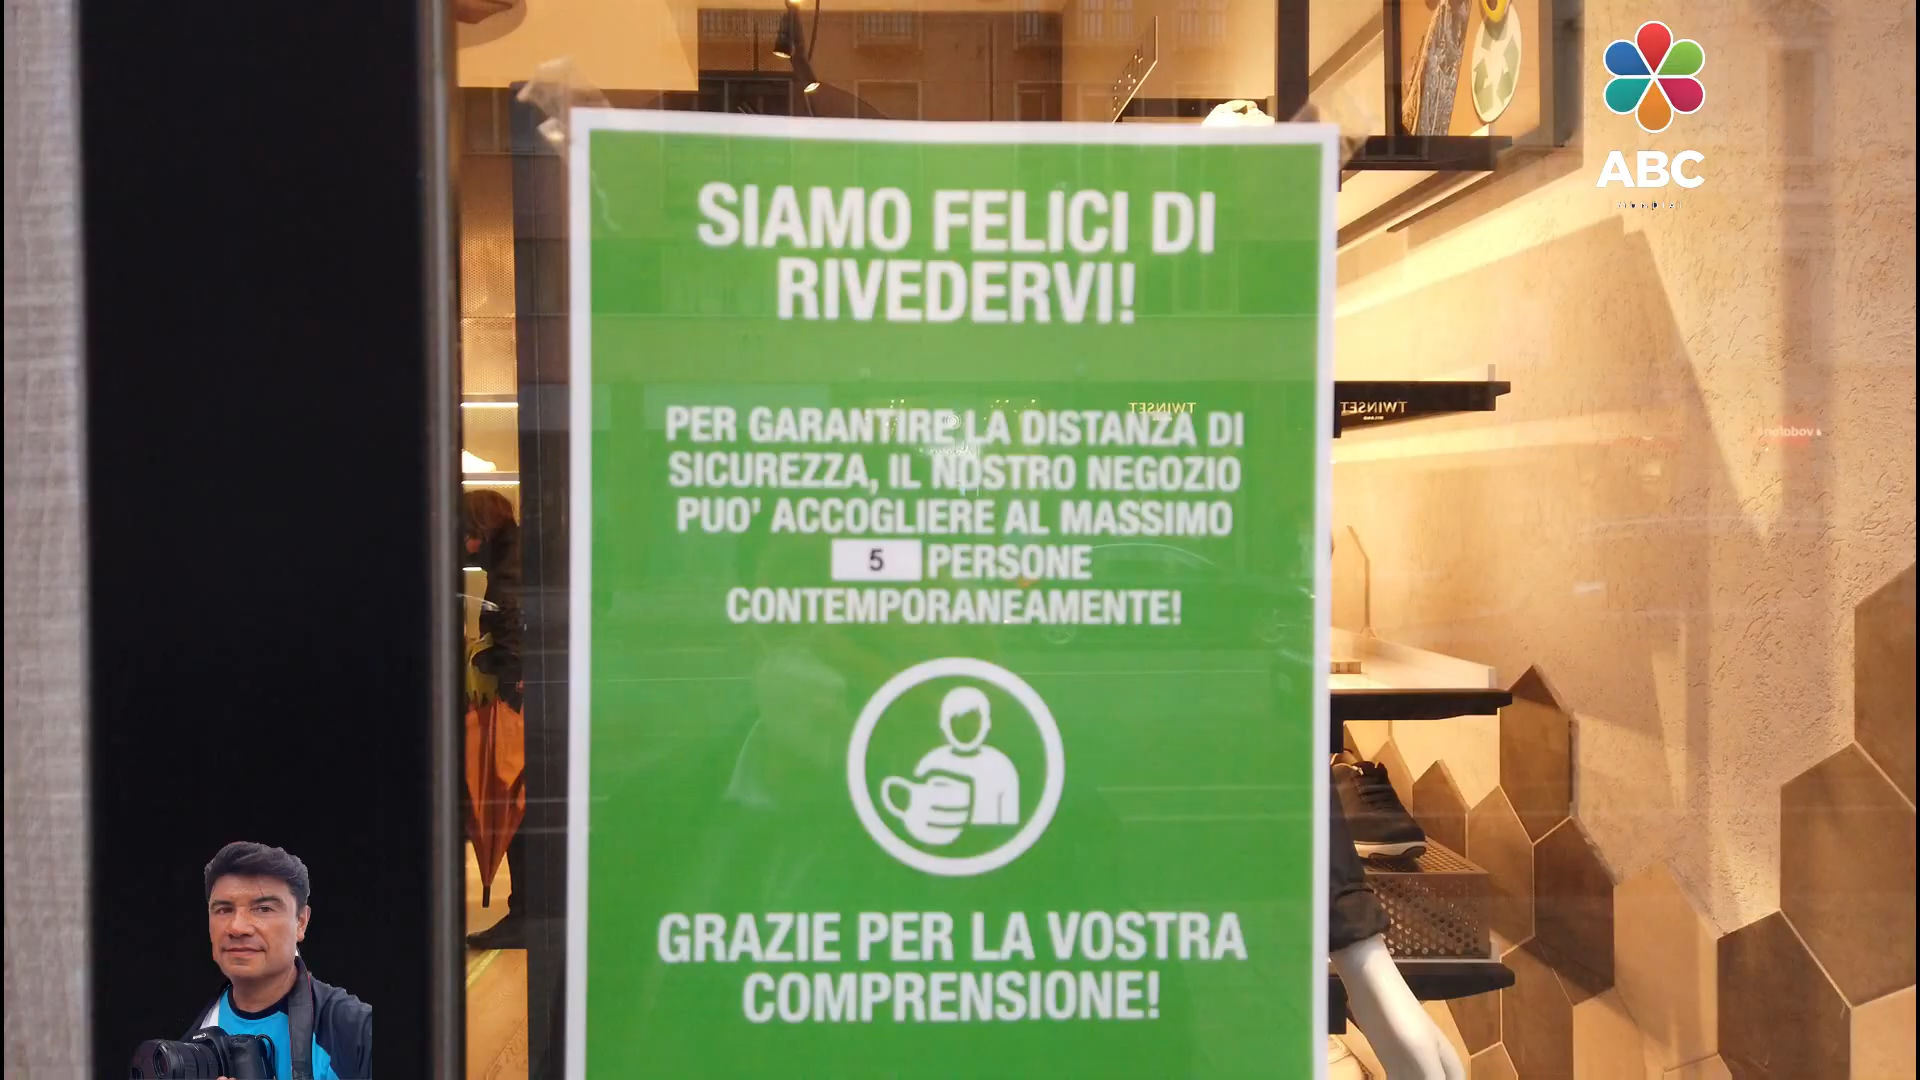 SIAMO FELICI DI
RIVEDERVI!
PER GARANTIRE LA DISTANZA DI
SICUREZZA, IL NOSTRO NEGOZIO
PUO' ACCOGLIERE AL MASSIMO
5 PERSONE
CONTEMPORANEAMENTE!
GRAZIE PER LA VOSTRA
COMPRENSIONE!
ABC
TWINSET
TWINSET
vodafone